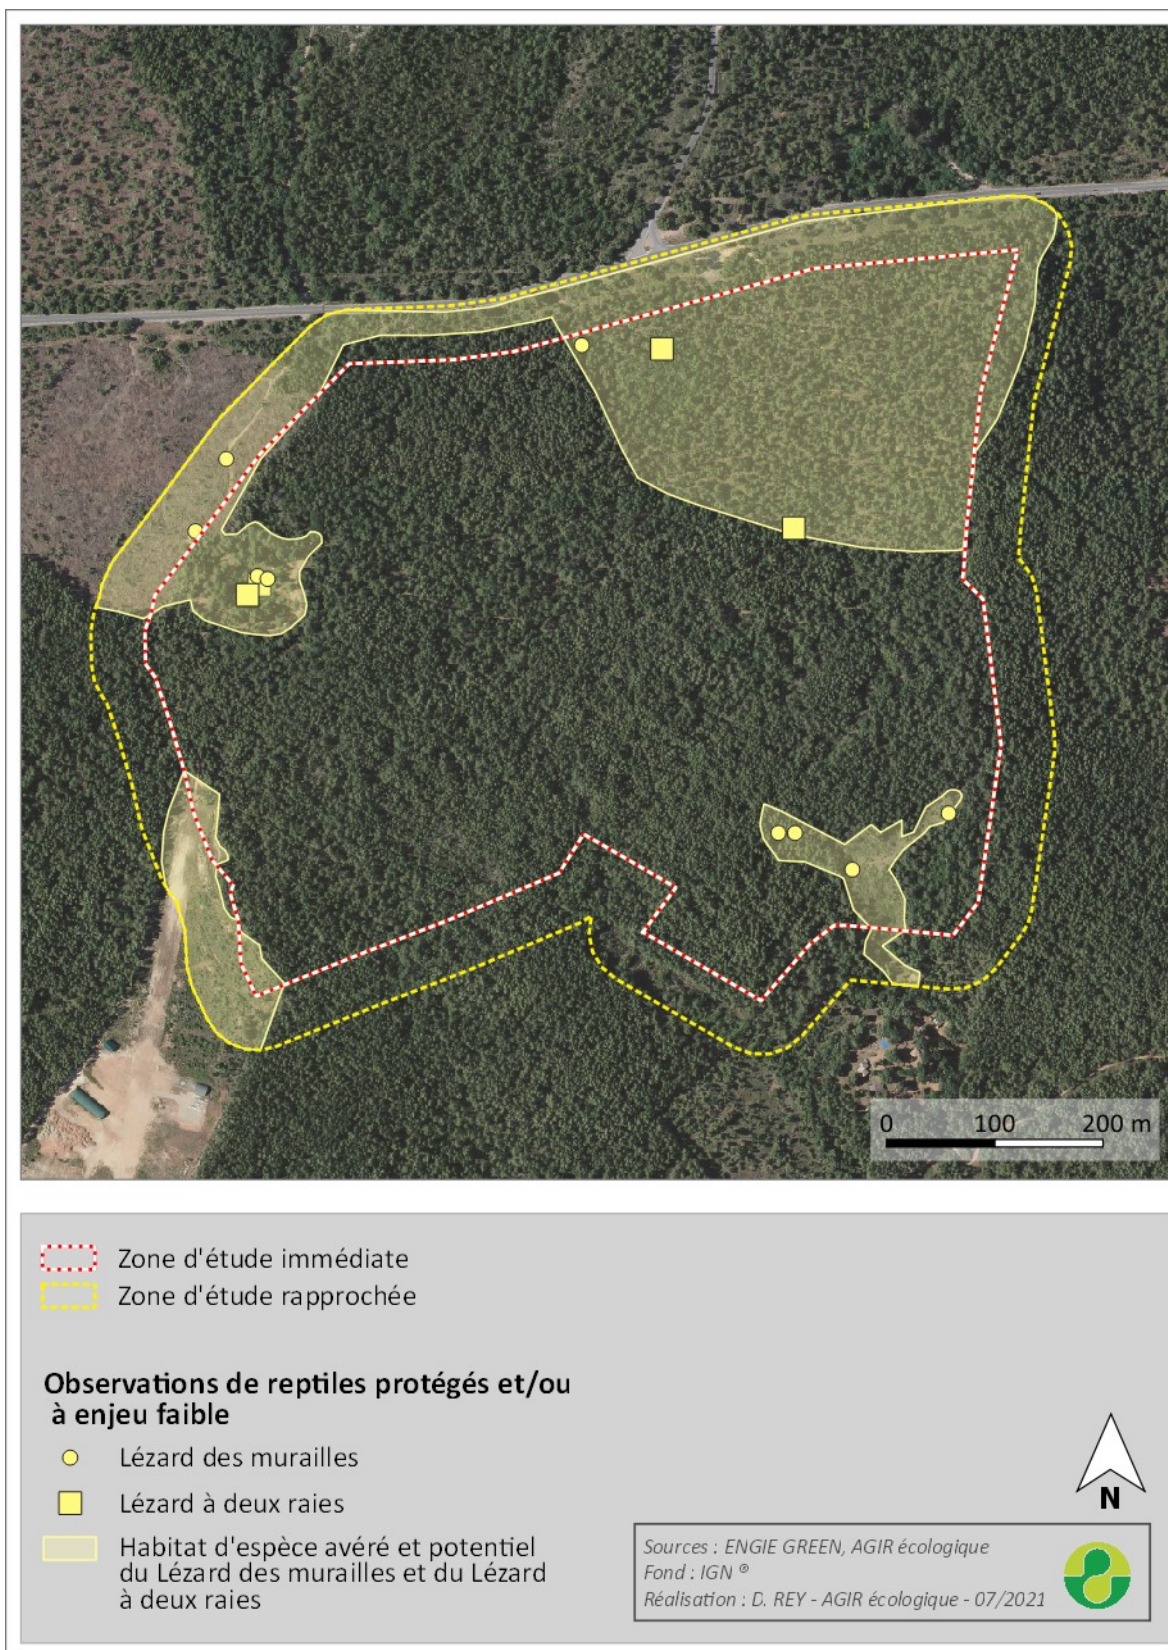 0 100 200 m
Zone d'étude immédiate
Zone d'étude rapprochée
Observations de reptiles protégés et/ou
à enjeu faible
Lézard des murailles
Lézard à deux raies
Habitat d'espèce avéré et potentiel
du Lézard des murailles et du Lézard
à deux raies
N
Sources : ENGIE GREEN, AGIR écologique
Fond : IGN ®
Réalisation : D. REY - AGIR écologique - 07/2021